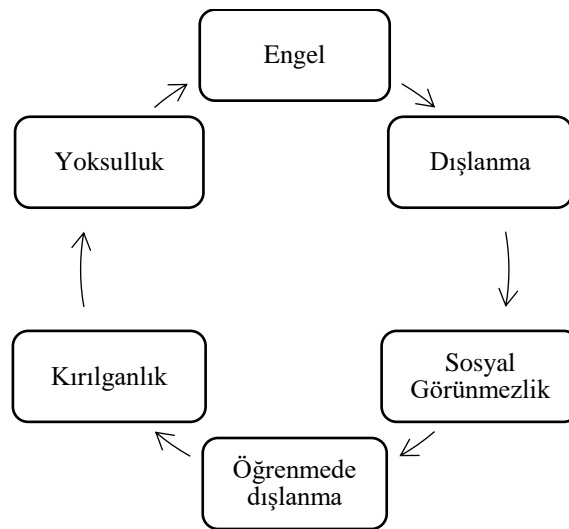 Engel
Yoksulluk
Dışlanma
Kırılganlık
Sosyal
Görünmezlik
Öğrenmede
dışlanma